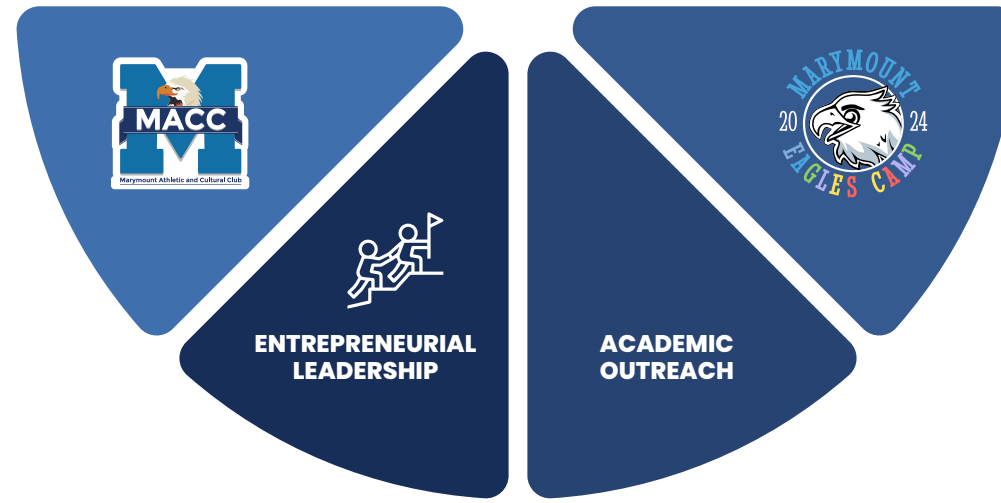 MACC
Marymount Athletic and Cultural Club
MARYMOUNT
20 24
EAGLES CAMP
ENTREPRENEURIAL
LEADERSHIP
ACADEMIC
OUTREACH